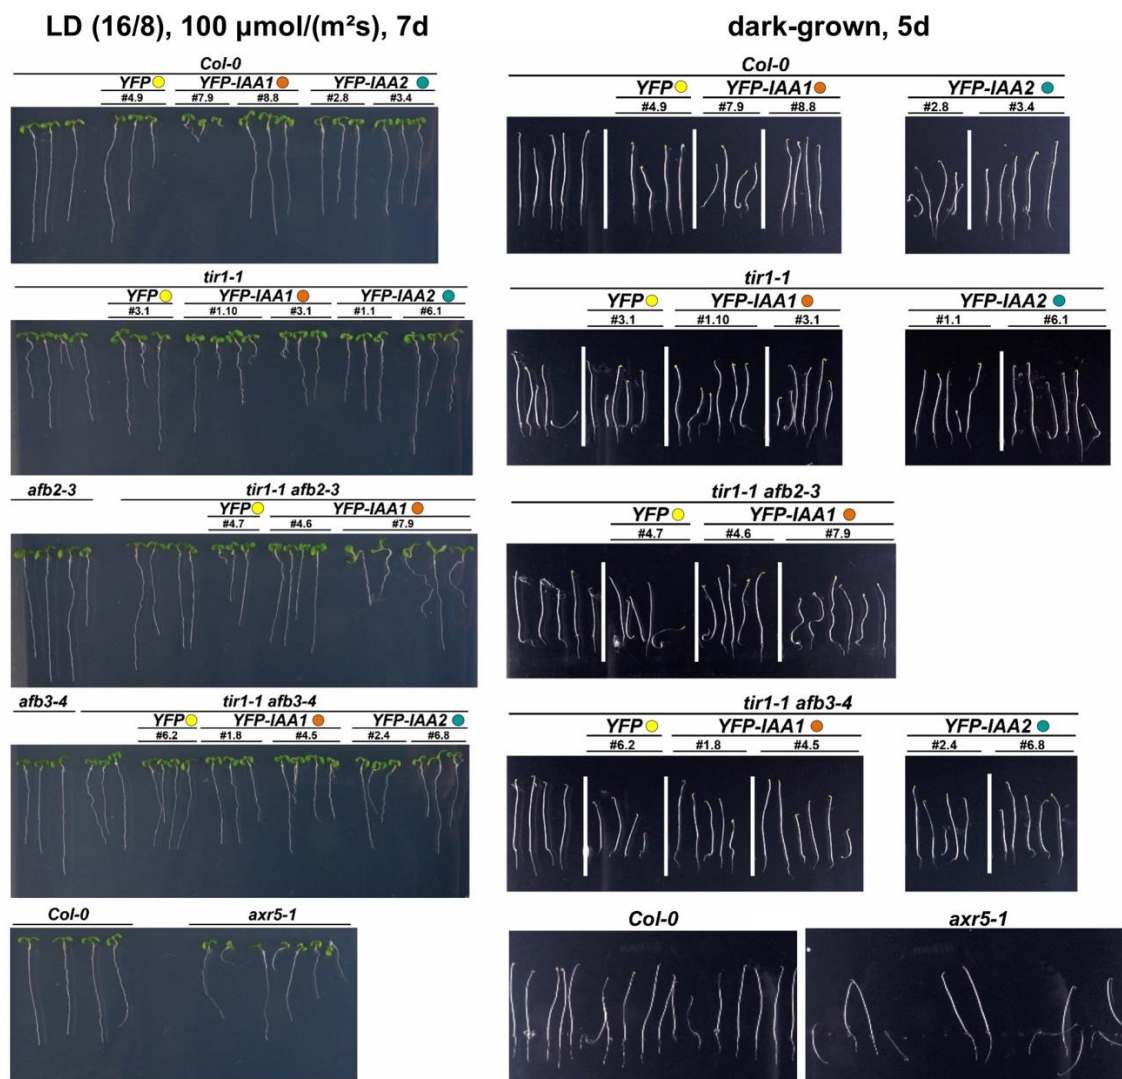 LD (16/8), 100 µmol/(m²s), 7d
Col-0
YFP YFP-IAA1 YFP-IAA2
#4.9 #7.9 #8.8 #2.8 #3.4
tir1-1
YFP YFP-IAA1 YFP-IAA2
#3.1 #1.10 #3.1 #1.1 #6.1
afb2-3 tir1-1 afb2-3
YFP YFP-IAA1
#4.7 #4.6 #7.9
afb3-4 tir1-1 afb3-4
YFP YFP-IAA1 YFP-IAA2
#6.2 #1.8 #4.5 #2.4 #6.8
Col-0 axr5-1
dark-grown, 5d
Col-0
YFP YFP-IAA1 YFP-IAA2
#4.9 #7.9 #8.8 #2.8 #3.4
tir1-1
YFP YFP-IAA1 YFP-IAA2
#3.1 #1.10 #3.1 #1.1 #6.1
tir1-1 afb2-3
YFP YFP-IAA1
#4.7 #4.6 #7.9
tir1-1 afb3-4
YFP YFP-IAA1 YFP-IAA2
#6.2 #1.8 #4.5 #2.4 #6.8
Col-0 axr5-1